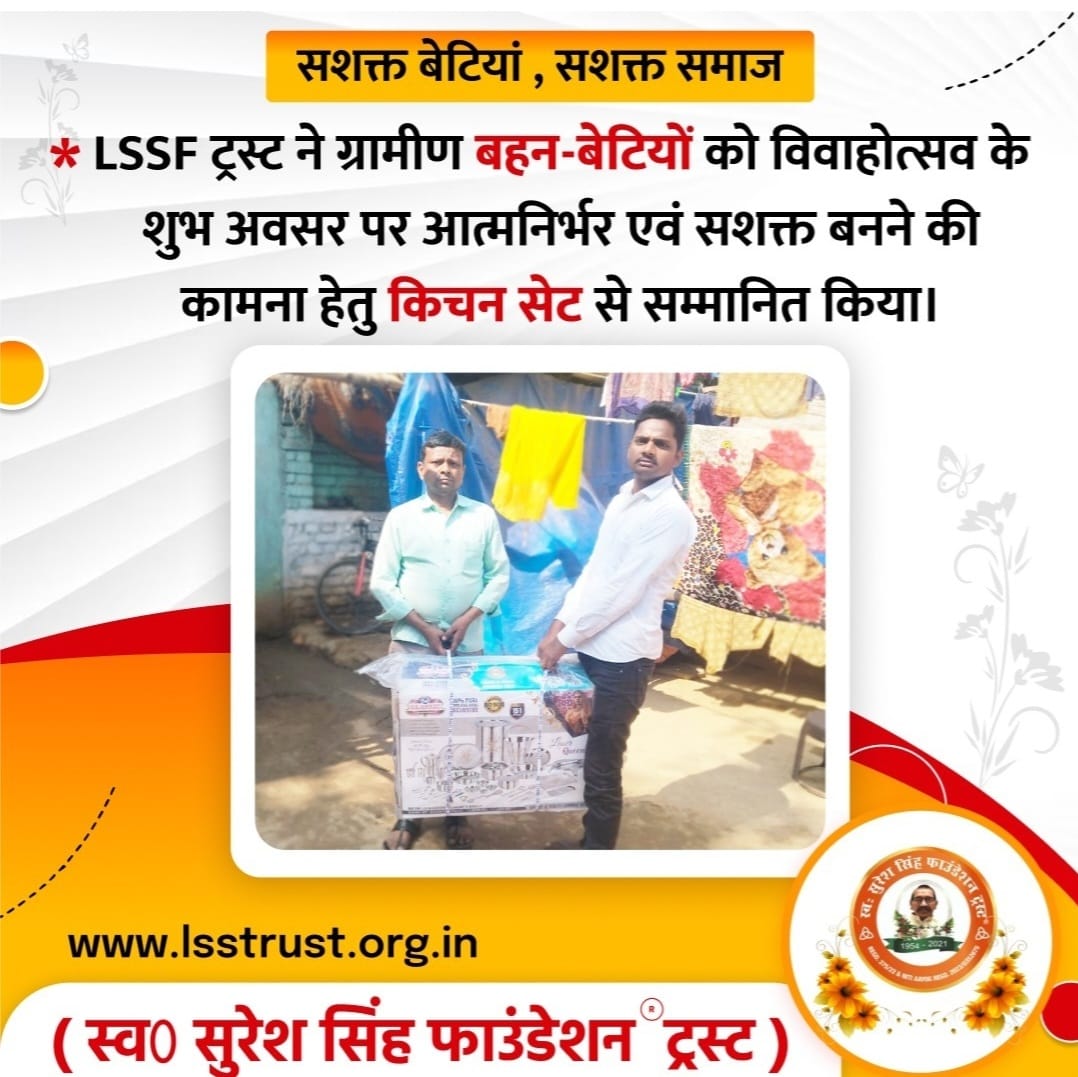 सशक्त बेटियां , सशक्त समाज
* LSSF ट्रस्ट ने ग्रामीण बहन-बेटियों को विवाहोत्सव के
शुभ अवसर पर आत्मनिर्भर एवं सशक्त बनने की
कामना हेतु किचन सेट से सम्मानित किया।
www.lsstrust.org.in
स्व: सुरेश सिंह फाउंडेशन ट्रस्ट
1954 - 2021
( स्व0 सुरेश सिंह फाउंडेशन ® ट्रस्ट )